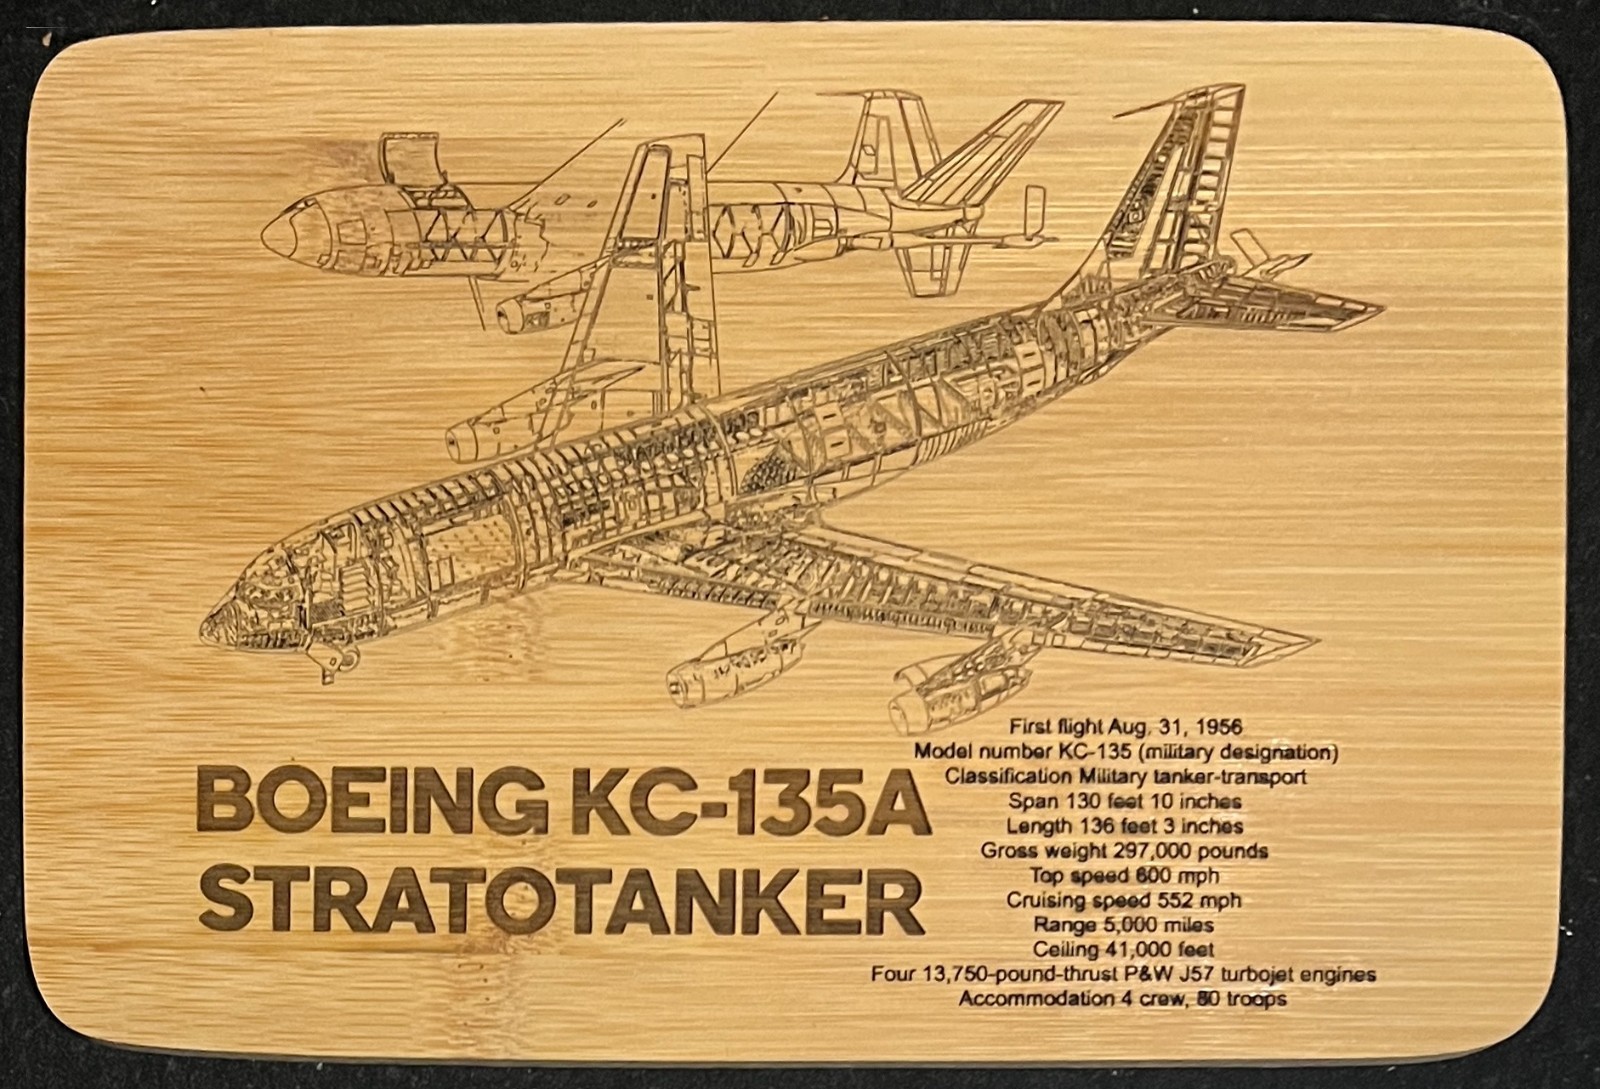 BOEING KC-135A
STRATOTANKER
First flight Aug. 31, 1956
Model number KC-135 (military designation)
Classification Military tanker-transport
Span 130 feet 10 inches
Length 136 feet 3 inches
Gross weight 297,000 pounds
Top speed 600 mph
Cruising speed 552 mph
Range 5,000 miles
Ceiling 41,000 feet
Four 13,750-pound-thrust P&W J57 turbojet engines
Accommodation 4 crew, 80 troops